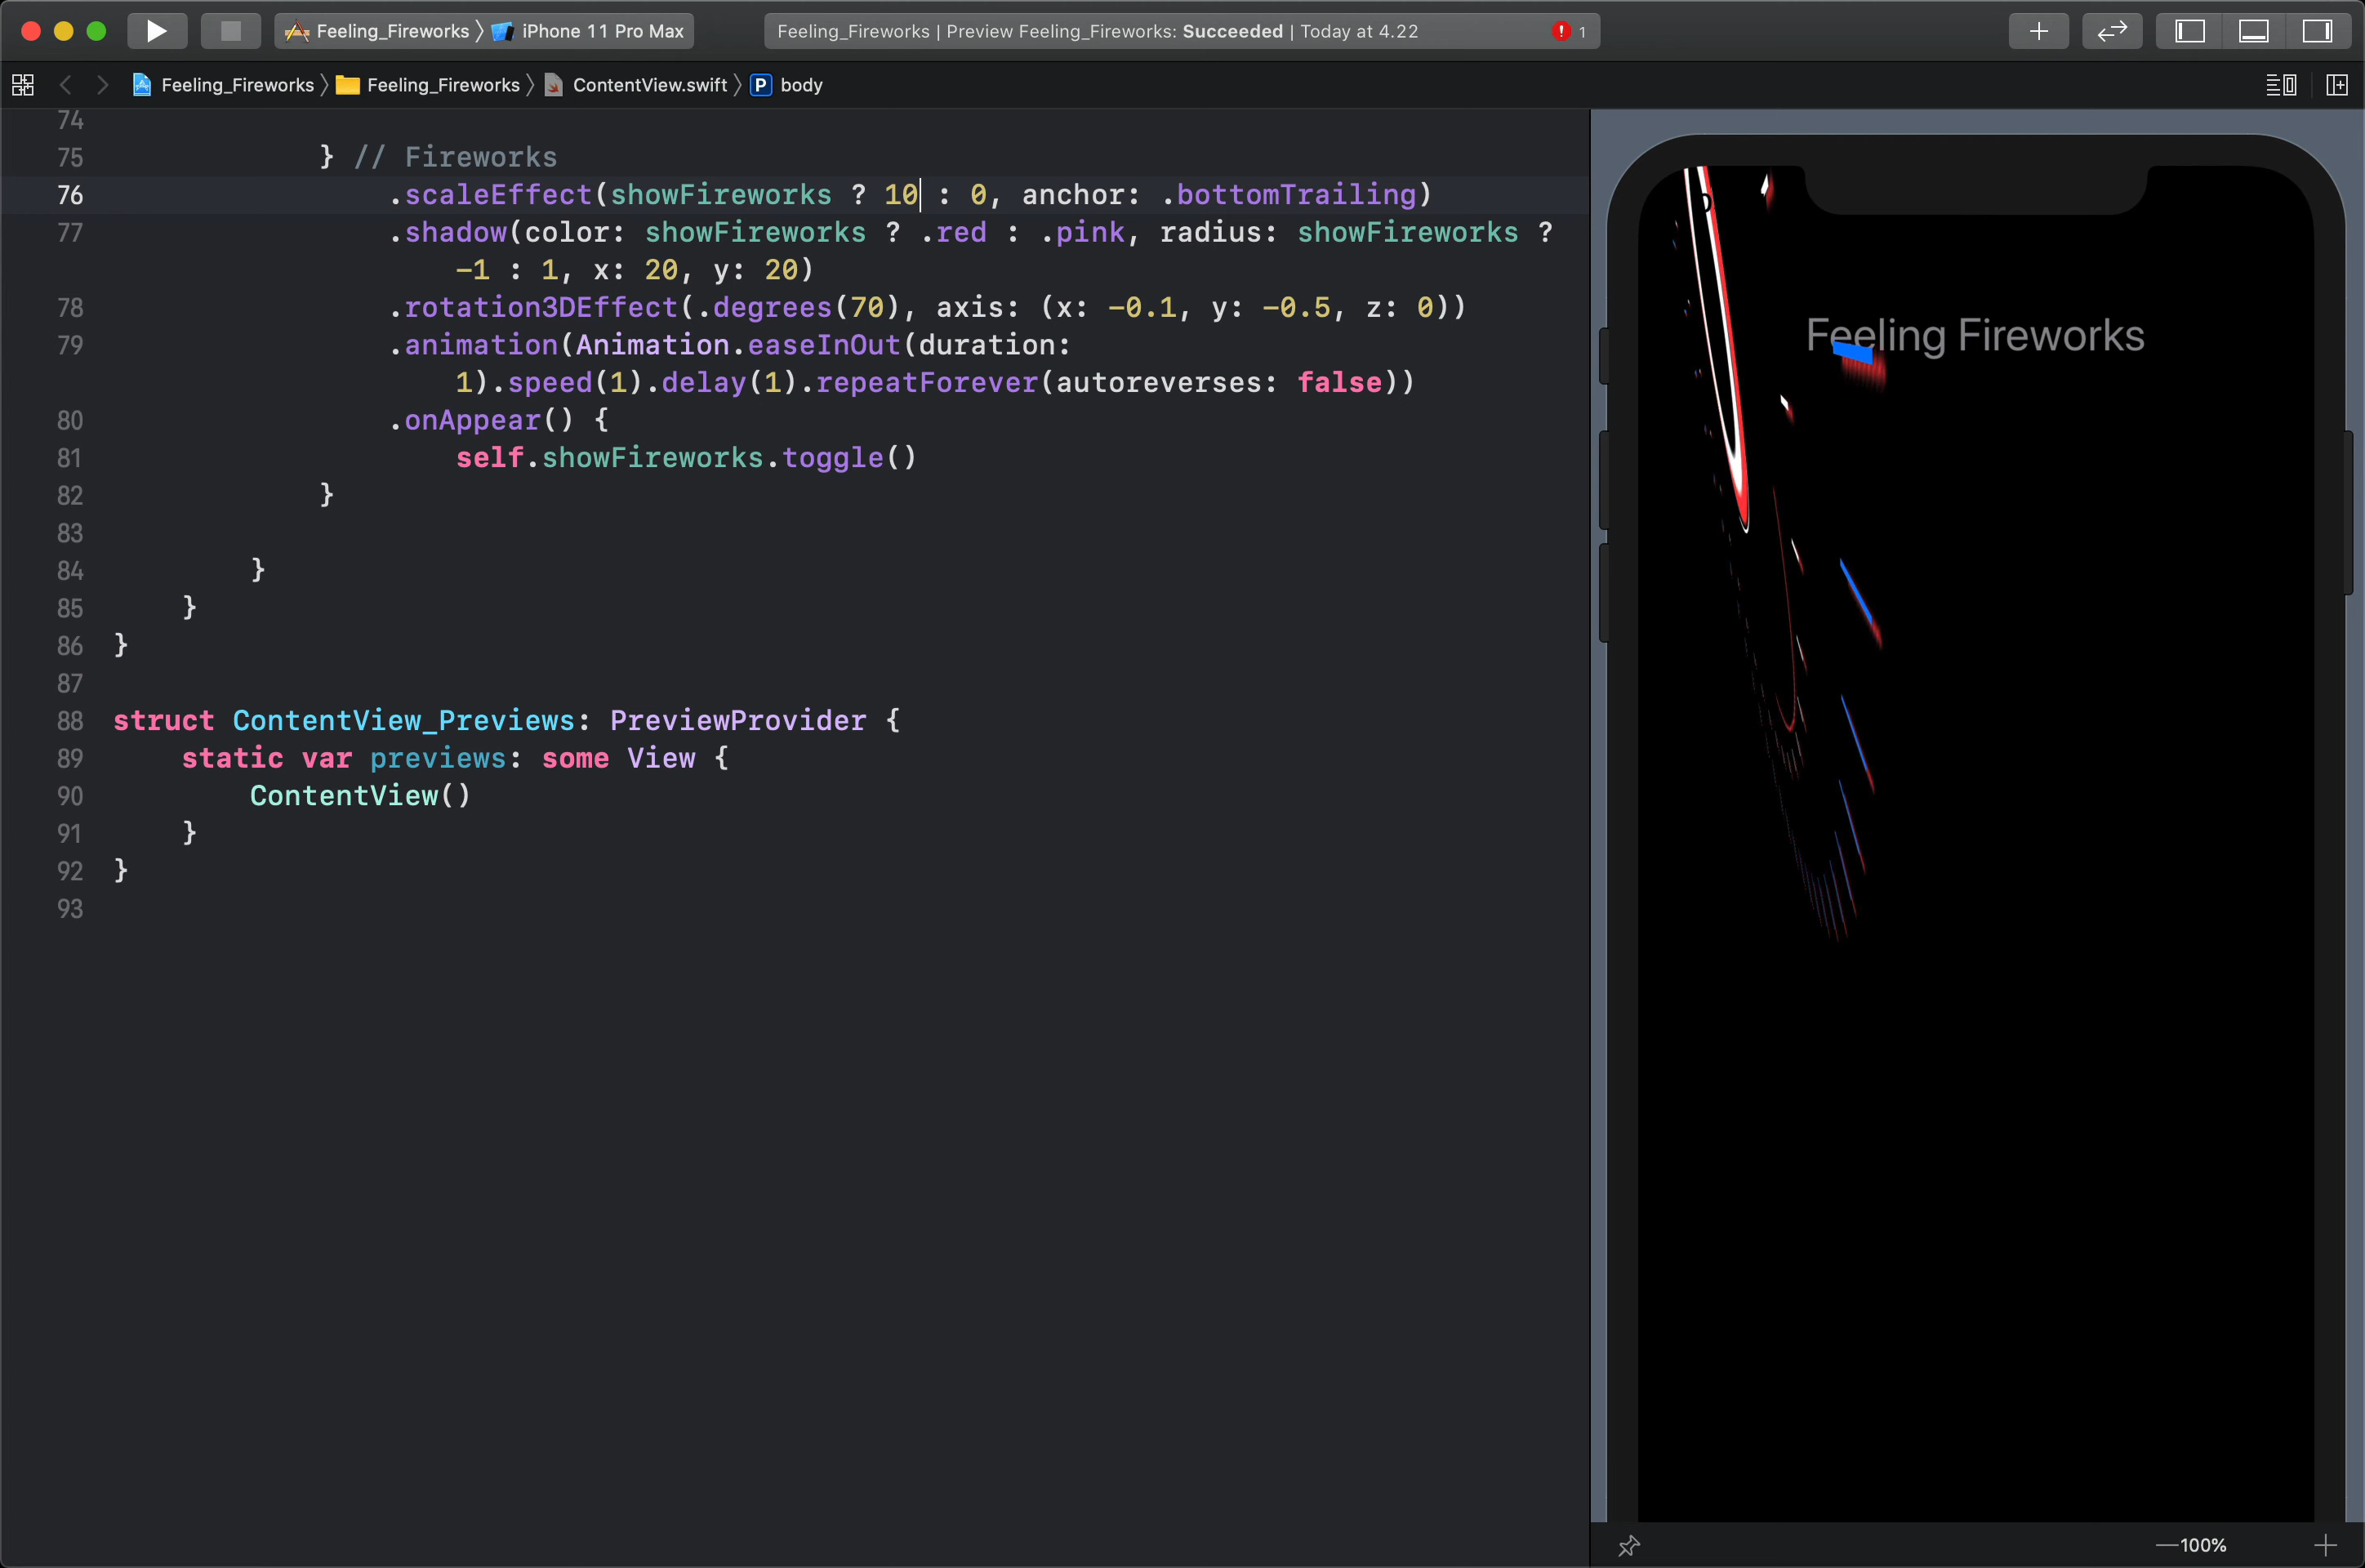 Feeling_Fireworks 〉 iPhone 11 Pro Max
Feeling_Fireworks | Preview Feeling_Fireworks: Succeeded | Today at 4.22
1
Feeling_Fireworks 〉 Feeling_Fireworks 〉 ContentView.swift 〉 P body
74
75 } // Fireworks
76 .scaleEffect(showFireworks ? 10 : 0, anchor: .bottomTrailing)
77 .shadow(color: showFireworks ? .red : .pink, radius: showFireworks ?
-1 : 1, x: 20, y: 20)
78 .rotation3DEffect(.degrees(70), axis: (x: -0.1, y: -0.5, z: 0))
79 .animation(Animation.easeInOut(duration:
1).speed(1).delay(1).repeatForever(autoreverses: false))
80 .onAppear() {
81 self.showFireworks.toggle()
82 }
83
84 }
85 }
86 }
87
88 struct ContentView_Previews: PreviewProvider {
89 static var previews: some View {
90 ContentView()
91 }
92 }
93
Feeling Fireworks
100%